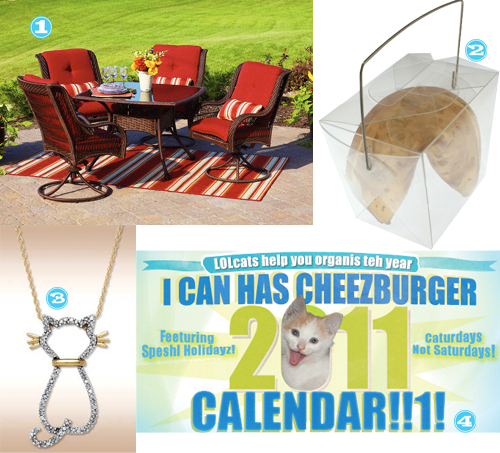 1
2
3
LOLcats help you organis teh year
I CAN HAS CHEEZBURGER
2011
Feeturing
Speshl Holidayz!
Caturdays
Not Saturdays!
CALENDAR!!1!
4